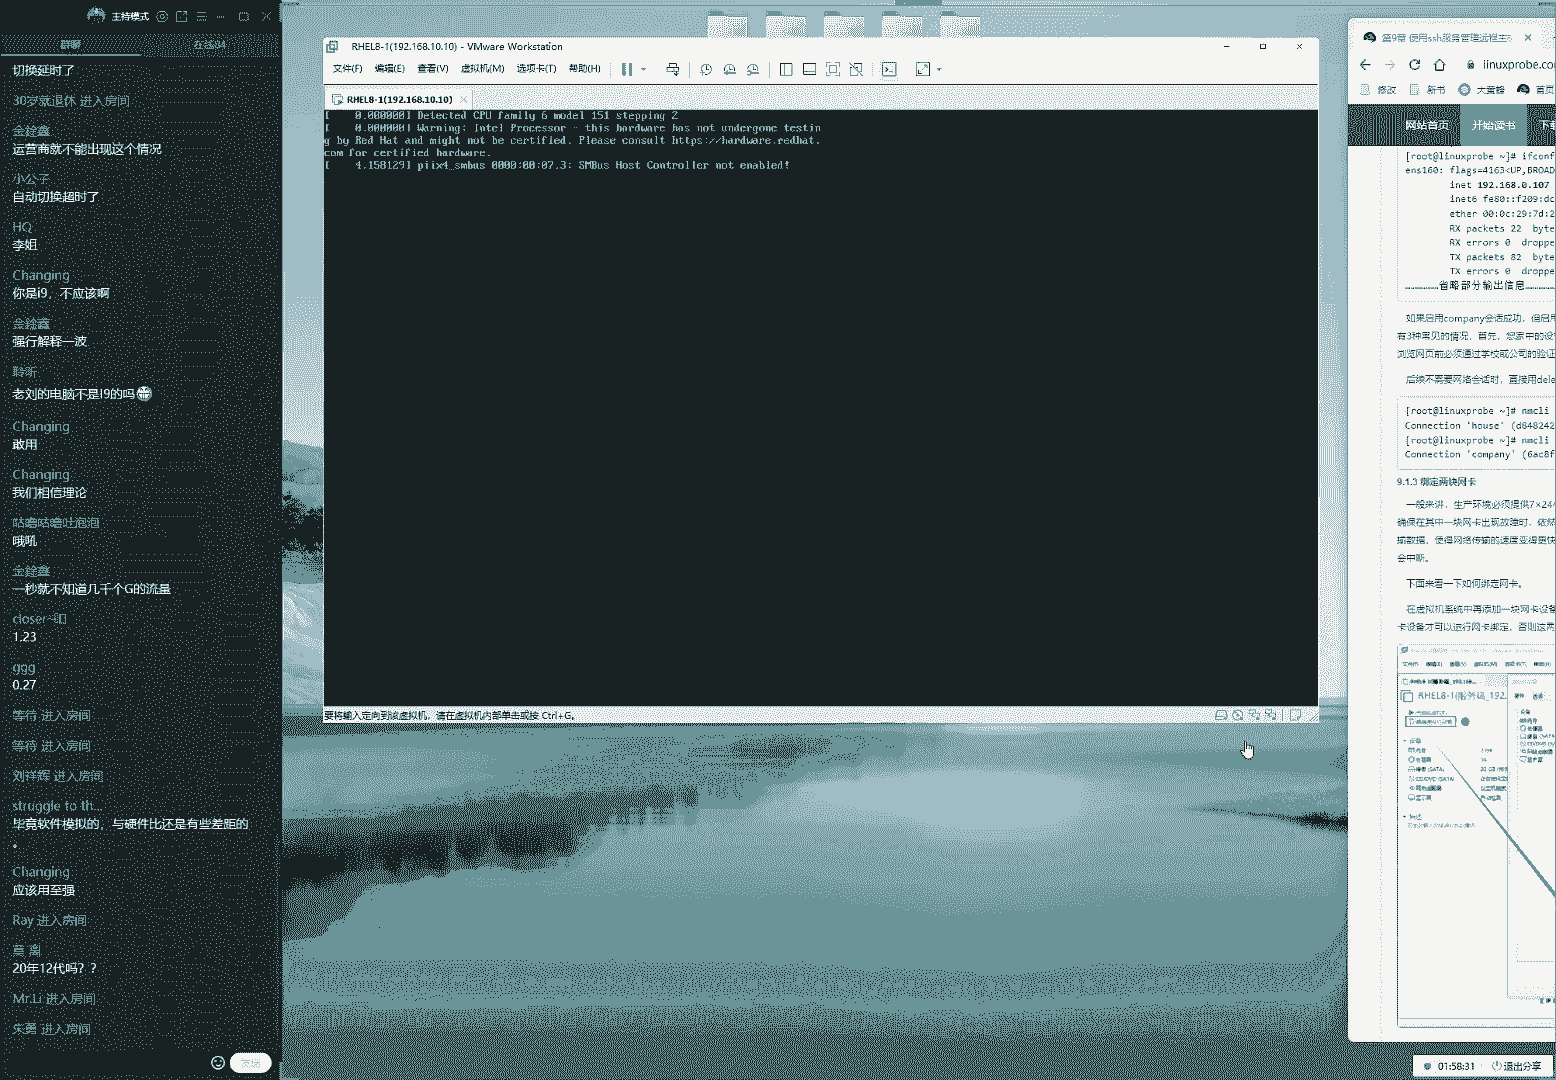 主持模式
群聊
在线34
切换延时了
30岁就退休 进入房间
金銓鑫
运营商就不能出现这个情况
小公子
自动切换超时了
HQ
李姐
Changing
你是i9，不应该啊
金銓鑫
强行解释一波
聆听
老刘的电脑不是I9的吗
Changing
敢用
Changing
我们相信理论
咕噜咕噜吐泡泡
哦吼
金銓鑫
一秒就不知道几千个G的流量
closer
1.23
ggg
0.27
等待 进入房间
等待 进入房间
刘祥辉 进入房间
struggle to th...
毕竟软件模拟的，与硬件比还是有些差距的
。
Changing
应该用至强
Ray 进入房间
莫 离
20年12代吗？？
Mr.Li 进入房间
朱勇 进入房间
发送
RHEL8-1(192.168.10.10) - VMware Workstation
文件(F) 编辑(E) 查看(V) 虚拟机(M) 选项卡(T) 帮助(H)
RHEL8-1(192.168.10.10)
[    0.000000] Detected CPU family 6 model 151 stepping 2
[    0.000000] Warning: Intel Processor - this hardware has not undergone testin
g by Red Hat and might not be certified. Please consult https://hardware.redhat.
com for certified hardware.
[    4.158129] piix4_smbus 0000:00:07.3: SMBus Host Controller not enabled!
要将输入定向到该虚拟机，请在虚拟机内部单击或按 Ctrl+G。
第9章 使用ssh服务管理远程主
linuxprobe.co
修改 新书 大黄蜂 首页
网站首页 开始读书 下载
[root@linuxprobe ~]# ifconf
ens160: flags=4163<UP,BROAD
inet 192.168.0.107
inet6 fe80::f209:dc
ether 00:0c:29:7d:2
RX packets 22  byte
RX errors 0  droppe
TX packets 82  byte
TX errors 0  droppe
………………省略部分输出信息………………
如果启用company会话成功，但启用
有3种常见的情况，首先，您家中的设
浏览网页前必须通过学校或公司的验证
后续不需要网络会话时，直接用dele
[root@linuxprobe ~]# nmcli
Connection 'house' (d848242
[root@linuxprobe ~]# nmcli
Connection 'company' (6ac8f
9.1.3 绑定两块网卡
一般来讲，生产环境必须提供7×24
确保在其中一块网卡出现故障时，依然
输数据，使得网络传输的速度变得更快
会中断。
下面来看一下如何绑定网卡。
在虚拟机系统中再添加一块网卡设备
卡设备才可以进行网卡绑定，否则这两
RHEL8-1(服务端_192.
01:58:31
退出分享